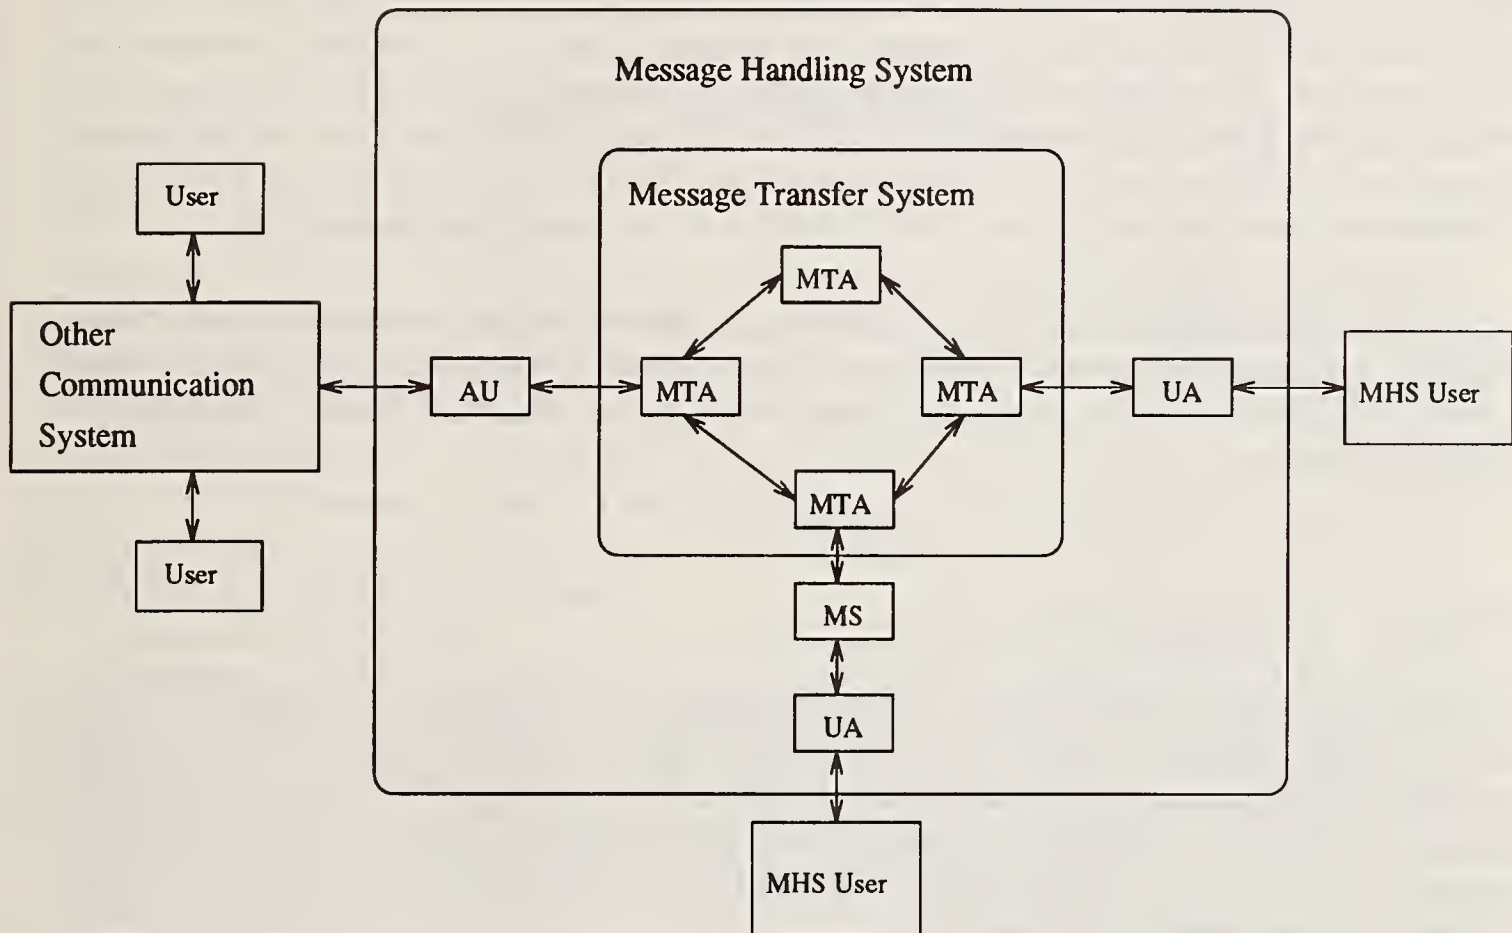 Message Handling System
Message Transfer System
User
MTA
Other
Communication
System
AU
MTA
MTA
UA
MHS User
MTA
User
MS
UA
MHS User